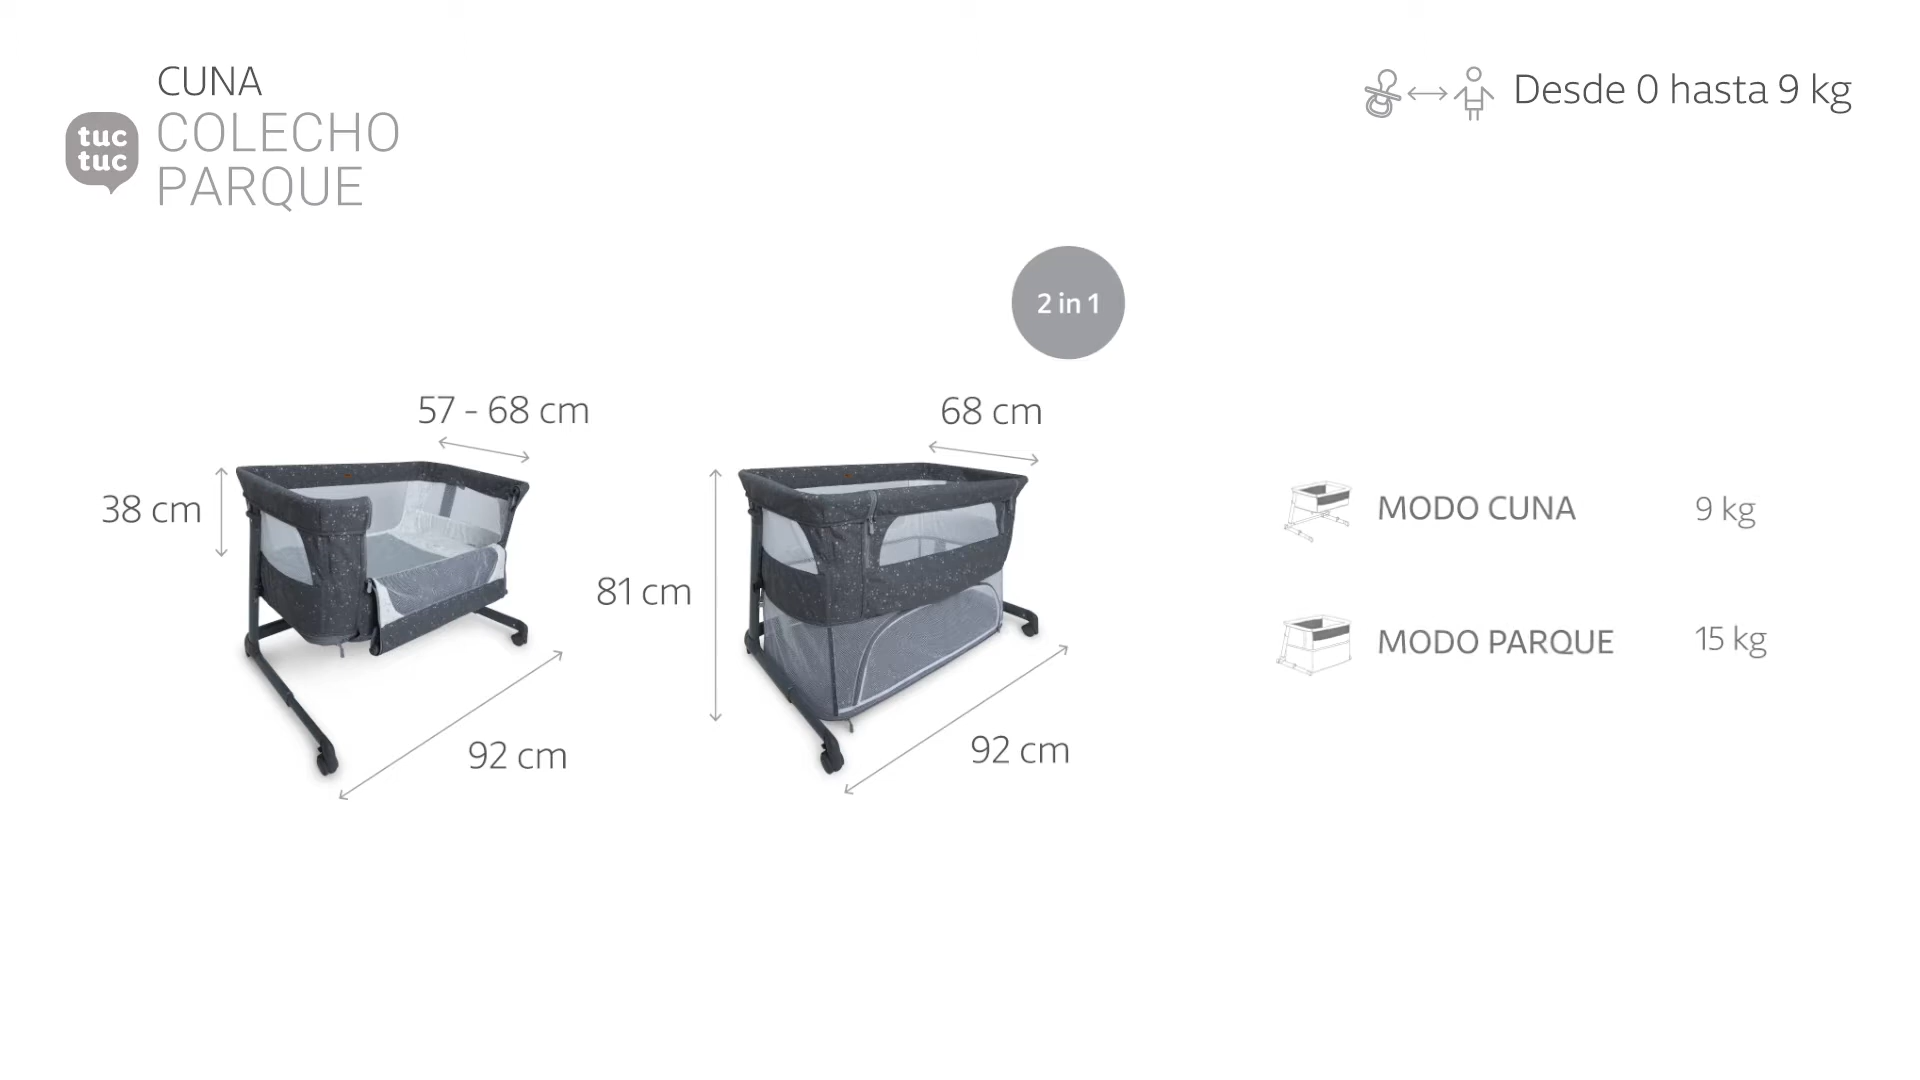 CUNA
COLECHO
PARQUE
tuc
tuc
Desde 0 hasta 9 kg
2 in 1
57 - 68 cm
38 cm
92 cm
68 cm
81 cm
92 cm
MODO CUNA 9 kg
MODO PARQUE 15 kg